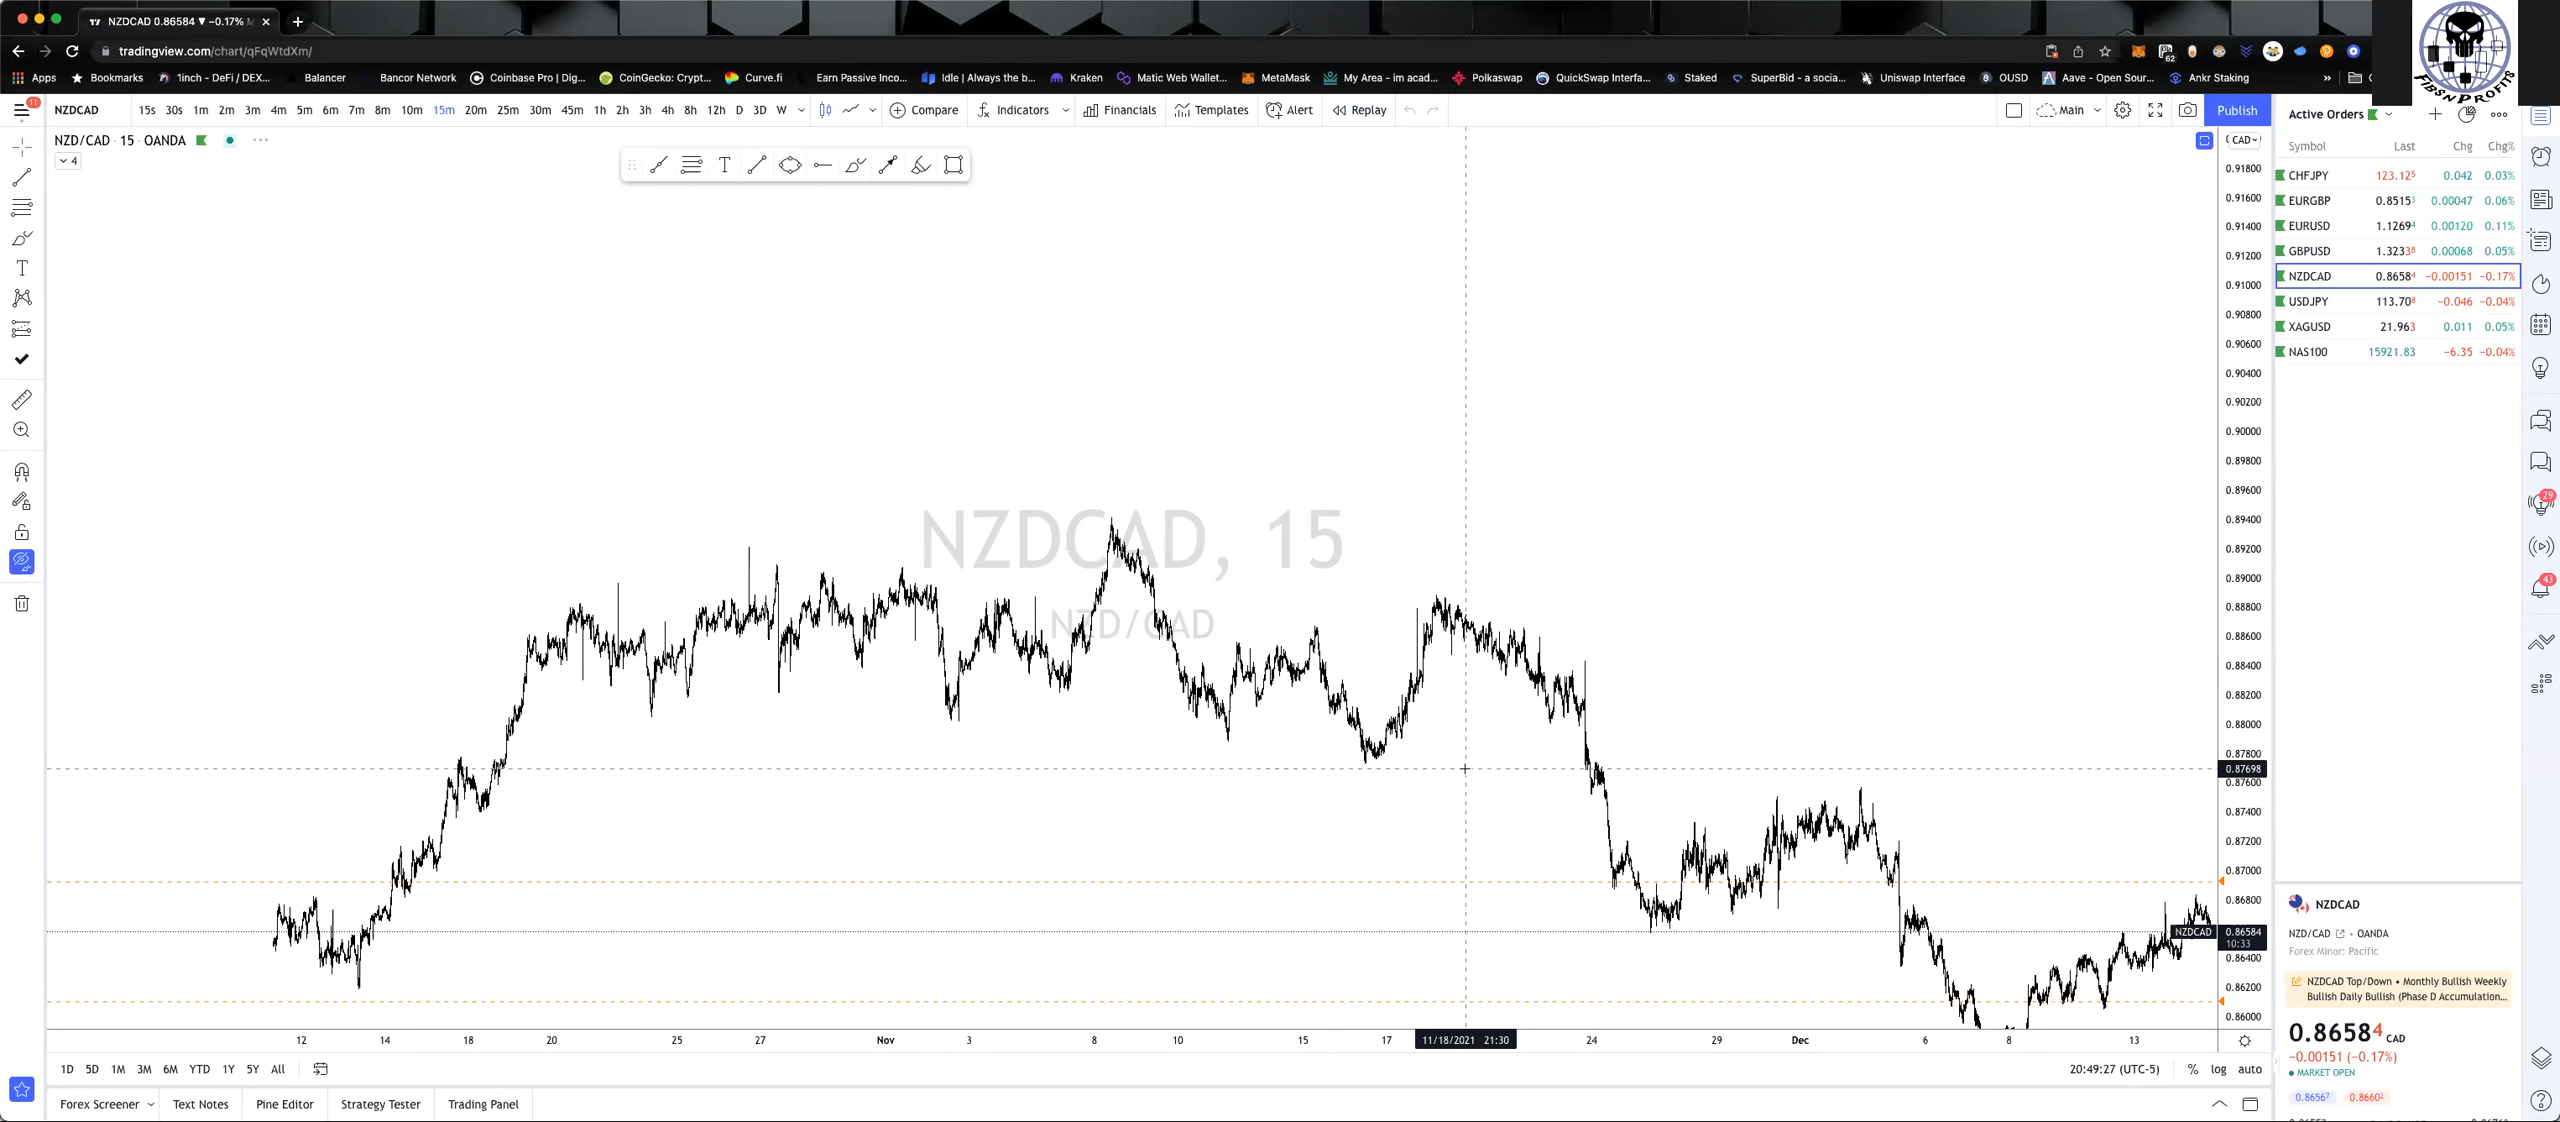 NZDCAD 0.86584 ▼ −0.17% M
tradingview.com/chart/qFqWtdXm/
Apps Bookmarks 1inch - DeFi / DEX... Balancer Bancor Network Coinbase Pro | Dig... CoinGecko: Crypt... Curve.fi Earn Passive Inco... Idle | Always the b... Kraken Matic Web Wallet... MetaMask My Area - im acad... Polkaswap QuickSwap Interfa... Staked SuperBid - a socia... Uniswap Interface OUSD Aave - Open Sour... Ankr Staking »
FIBSNPROFITS
11
NZDCAD 15s 30s 1m 2m 3m 4m 5m 6m 7m 8m 10m 15m 20m 25m 30m 45m 1h 2h 3h 4h 8h 12h D 3D W Compare Indicators Financials Templates Alert Replay Main Publish
NZD/CAD · 15 · OANDA
4
NZDCAD, 15
NZD/CAD
CAD
0.91800
0.91600
0.91400
0.91200
0.91000
0.90800
0.90600
0.90400
0.90200
0.90000
0.89800
0.89600
0.89400
0.89200
0.89000
0.88800
0.88600
0.88400
0.88200
0.88000
0.87800
0.87698
0.87600
0.87400
0.87200
0.87000
0.86800
NZDCAD 0.86584
10:33
0.86400
0.86200
0.86000
12 14 18 20 25 27 Nov 3 8 10 15 17 11/18/2021 21:30 24 29 Dec 6 8 13
1D 5D 1M 3M 6M YTD 1Y 5Y All
20:49:27 (UTC-5) % log auto
Forex Screener Text Notes Pine Editor Strategy Tester Trading Panel
Active Orders
Symbol Last Chg Chg%
CHFJPY 123.125 0.042 0.03%
EURGBP 0.85153 0.00047 0.06%
EURUSD 1.12694 0.00120 0.11%
GBPUSD 1.32338 0.00068 0.05%
NZDCAD 0.86584 −0.00151 −0.17%
USDJPY 113.708 −0.046 −0.04%
XAGUSD 21.963 0.011 0.05%
NAS100 15921.83 −6.35 −0.04%
NZDCAD
NZD/CAD • OANDA
Forex Minor: Pacific
NZDCAD Top/Down • Monthly Bullish Weekly
Bullish Daily Bullish (Phase D Accumulation...
0.86584 CAD
−0.00151 (−0.17%)
MARKET OPEN
0.86567 0.86602
29
43